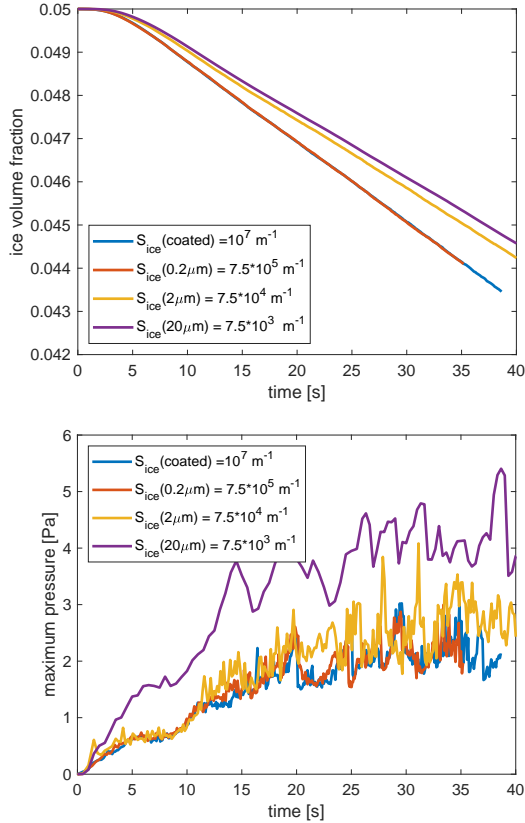 0.05
0.049
0.048
0.047
0.046
0.045
0.044
0.043
0.042
ice volume fraction
S_ice(coated) =10^7 m^-1
S_ice(0.2μm) = 7.5*10^5 m^-1
S_ice(2μm) = 7.5*10^4 m^-1
S_ice(20μm) = 7.5*10^3 m^-1
0 5 10 15 20 25 30 35 40
time [s]
6
5
4
3
2
1
0
maximum pressure [Pa]
S_ice(coated) =10^7 m^-1
S_ice(0.2μm) = 7.5*10^5 m^-1
S_ice(2μm) = 7.5*10^4 m^-1
S_ice(20μm) = 7.5*10^3 m^-1
0 5 10 15 20 25 30 35 40
time [s]